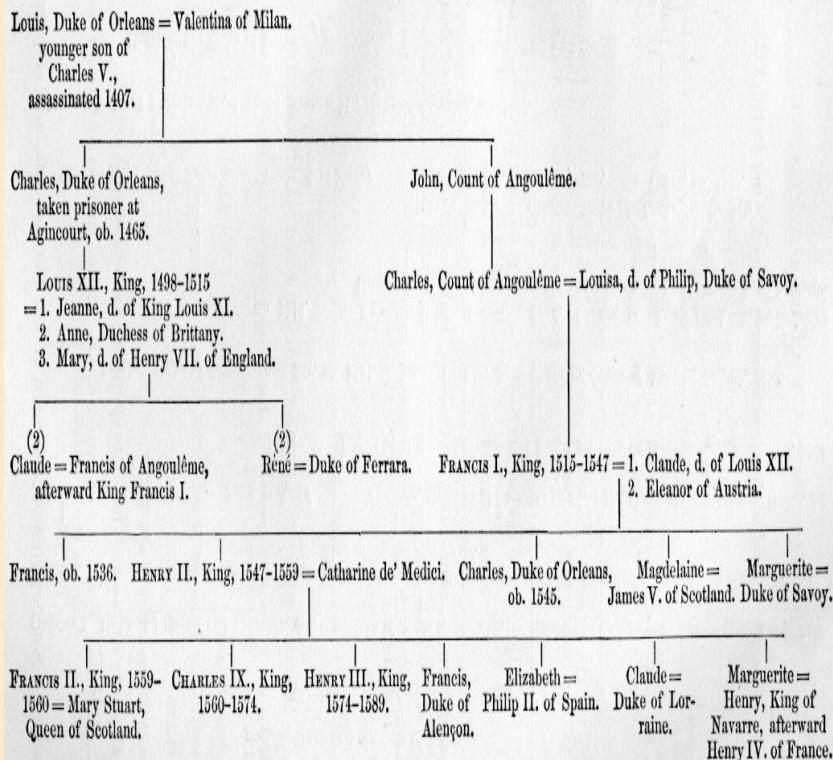 Louis, Duke of Orleans = Valentina of Milan.
younger son of
Charles V.,
assassinated 1407.
Charles, Duke of Orleans,
taken prisoner at
Agincourt, ob. 1465.
John, Count of Angoulême.
LOUIS XII., King, 1498-1515
= 1. Jeanne, d. of King Louis XI.
2. Anne, Duchess of Brittany.
3. Mary, d. of Henry VII. of England.
Charles, Count of Angoulême = Louisa, d. of Philip, Duke of Savoy.
(2) (2)
Claude = Francis of Angoulême,
afterward King Francis I.
Réné = Duke of Ferrara.
FRANCIS I., King, 1515-1547 = 1. Claude, d. of Louis XII.
2. Eleanor of Austria.
Francis, ob. 1536.
HENRY II., King, 1547-1559 = Catharine de' Medici.
Charles, Duke of Orleans,
ob. 1545.
Magdelaine =
James V. of Scotland.
Marguerite =
Duke of Savoy.
FRANCIS II., King, 1559-
1560 = Mary Stuart,
Queen of Scotland.
CHARLES IX., King,
1560-1574.
HENRY III., King,
1574-1589.
Francis,
Duke of
Alençon.
Elizabeth =
Philip II. of Spain.
Claude =
Duke of Lor-
raine.
Marguerite =
Henry, King of
Navarre, afterward
Henry IV. of France.